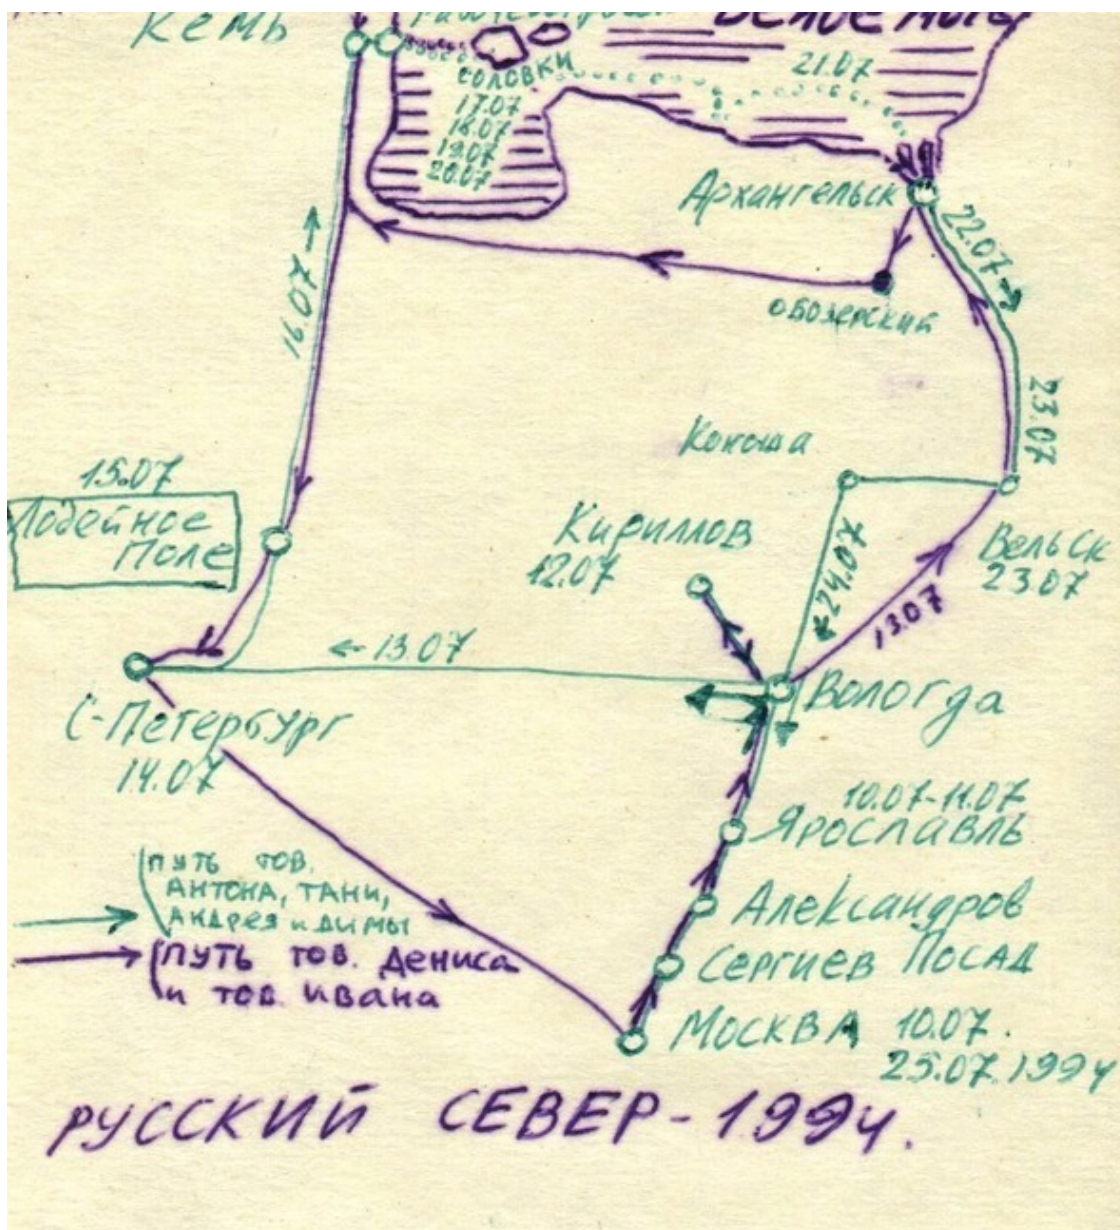 Кемь
СОЛОВКИ
17.07
18.07
19.07
20.07
21.07
Архангельск
22.07 →
Обозерский
16.07 →
23.07
Коноша
15.07
Лодейное
Поле
Кириллов
12.07
Вельск
23.07
←24.07
13.07
← 13.07
Вологда
С-Петербург
14.07
10.07-11.07
Ярославль
ПУТЬ ТОВ.
АНТОНА, ТАНИ,
АНДРЕЯ и ДИМЫ
Александров
ПУТЬ ТОВ. Дениса
и ТОВ. Ивана
Сергиев Посад
МОСКВА 10.07.
25.07.1994
РУССКИЙ СЕВЕР-1994.